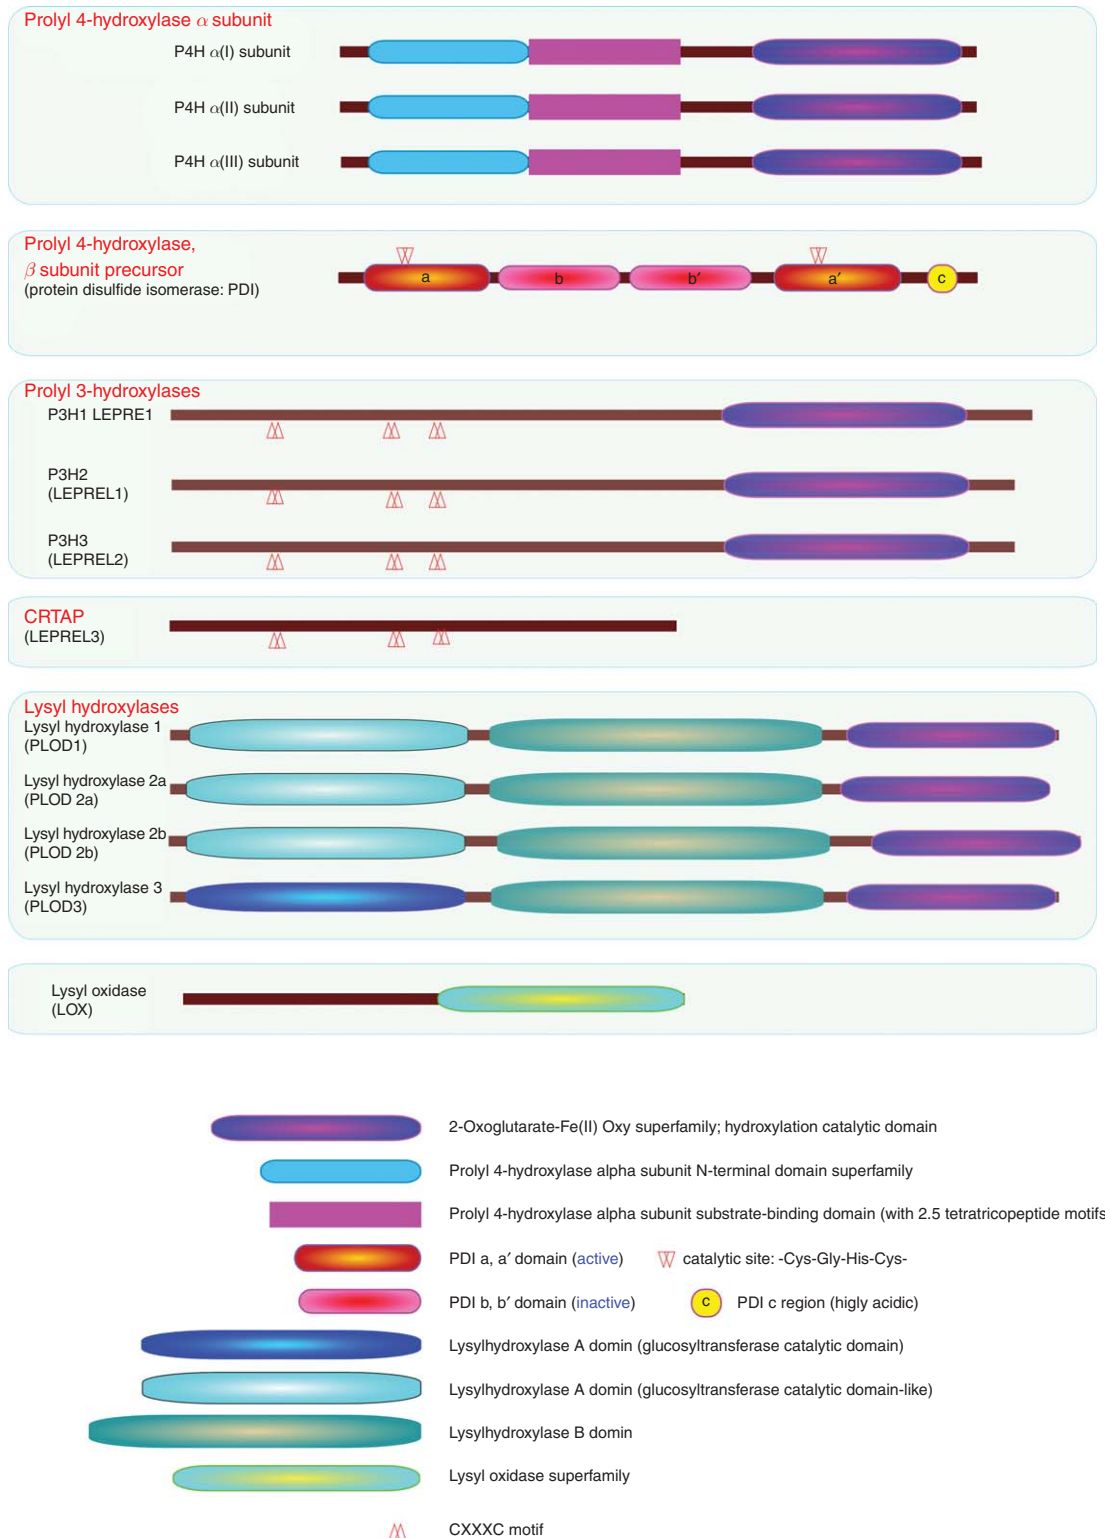 Prolyl 4-hydroxylase α subunit
P4H α(I) subunit
P4H α(II) subunit
P4H α(III) subunit
Prolyl 4-hydroxylase,
β subunit precursor
(protein disulfide isomerase: PDI)
a b b′ a′ c
Prolyl 3-hydroxylases
P3H1 LEPRE1
P3H2
(LEPREL1)
P3H3
(LEPREL2)
CRTAP
(LEPREL3)
Lysyl hydroxylases
Lysyl hydroxylase 1
(PLOD1)
Lysyl hydroxylase 2a
(PLOD 2a)
Lysyl hydroxylase 2b
(PLOD 2b)
Lysyl hydroxylase 3
(PLOD3)
Lysyl oxidase
(LOX)
2-Oxoglutarate-Fe(II) Oxy superfamily; hydroxylation catalytic domain
Prolyl 4-hydroxylase alpha subunit N-terminal domain superfamily
Prolyl 4-hydroxylase alpha subunit substrate-binding domain (with 2.5 tetratricopeptide motifs
PDI a, a′ domain (active) catalytic site: -Cys-Gly-His-Cys-
PDI b, b′ domain (inactive) c PDI c region (higly acidic)
Lysylhydroxylase A domin (glucosyltransferase catalytic domain)
Lysylhydroxylase A domin (glucosyltransferase catalytic domain-like)
Lysylhydroxylase B domin
Lysyl oxidase superfamily
CXXXC motif